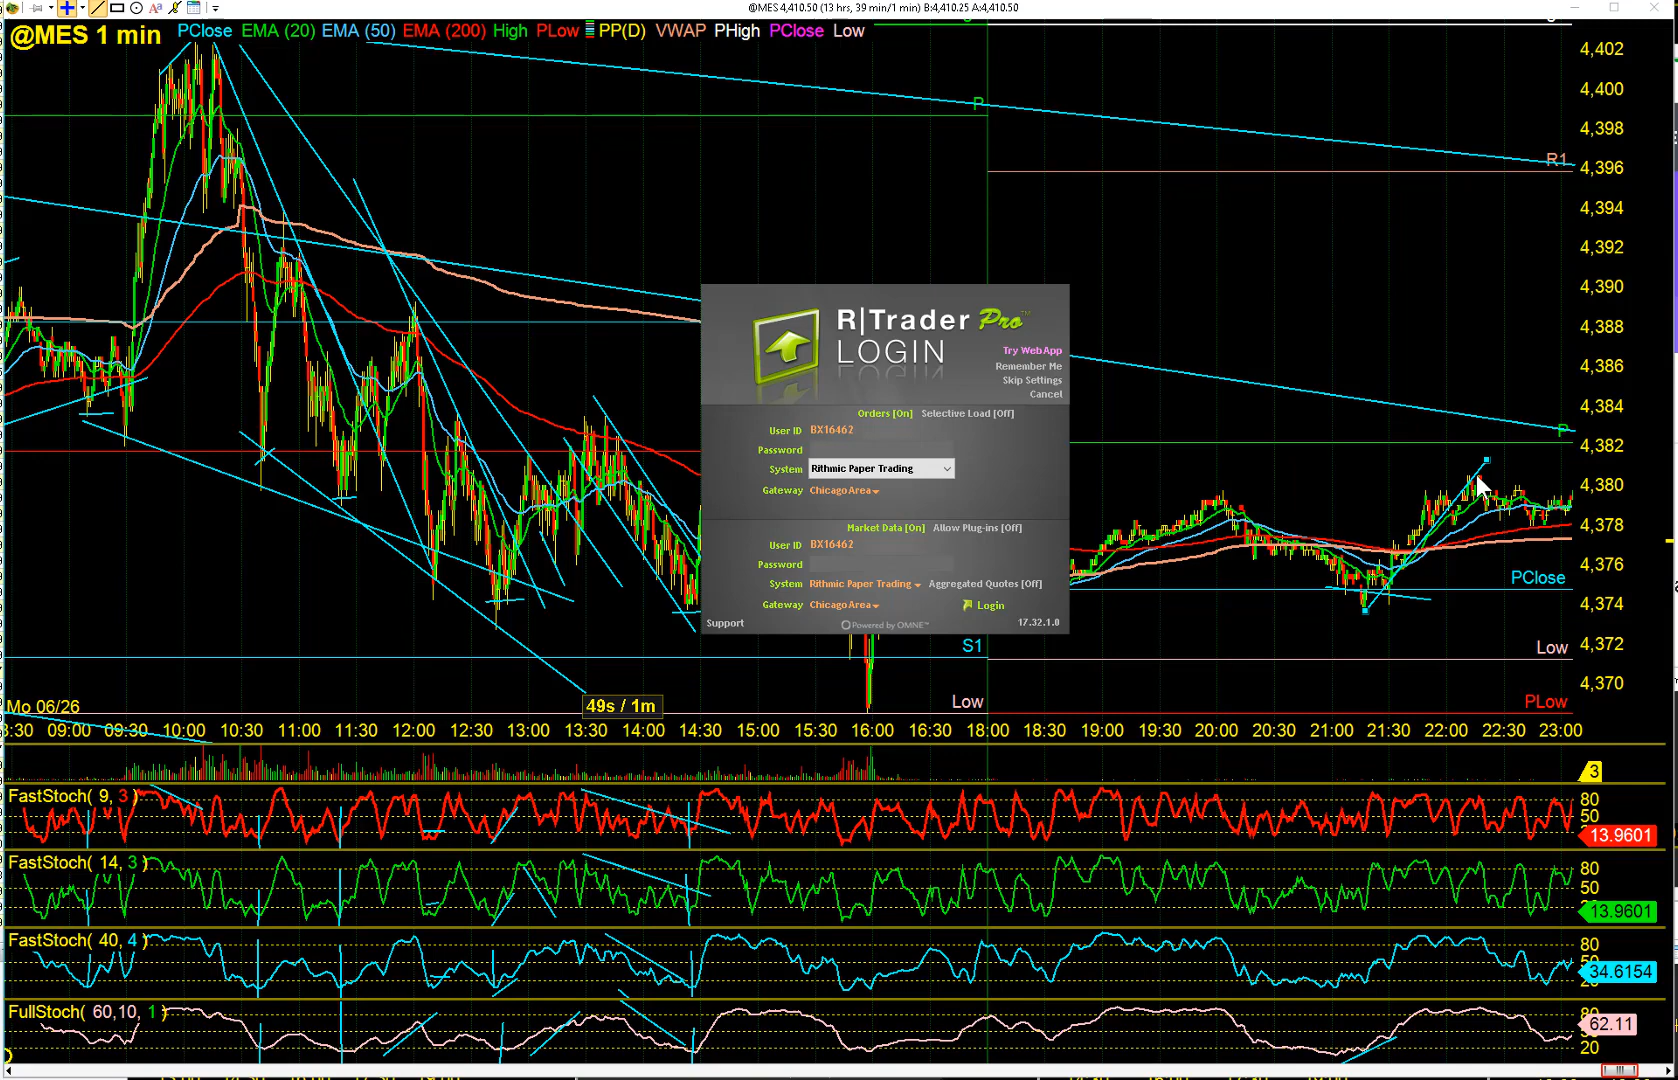 @MES 4,410.50 (13 hrs, 39 min/1 min) B:4,410.25 A:4,410.50
@MES 1 min PClose EMA (20) EMA (50) EMA (200) High PLow PP(D) VWAP PHigh PClose Low
4,402
4,400
P
4,398
4,396
R1
4,394
4,392
4,390
4,388
4,386
4,384
P
4,382
4,380
4,378
4,376
PClose
4,374
S1
4,372
Low
4,370
Low
PLow
R|Trader Pro™
LOGIN
Try WebApp
Remember Me
Skip Settings
Cancel
Orders [On] Selective Load [Off]
User ID BX16462
Password
System Rithmic Paper Trading
Gateway Chicago Area
Market Data [On] Allow Plug-ins [Off]
User ID BX16462
Password
System Rithmic Paper Trading Aggregated Quotes [Off]
Gateway Chicago Area Login
Support Powered by OMNE™ 17.32.1.0
Mo 06/26
49s / 1m
3:30 09:00 09:30 10:00 10:30 11:00 11:30 12:00 12:30 13:00 13:30 14:00 14:30 15:00 15:30 16:00 16:30 18:00 18:30 19:00 19:30 20:00 20:30 21:00 21:30 22:00 22:30 23:00
3
FastStoch( 9, 3 )
80
50
13.9601
FastStoch( 14, 3 )
80
50
13.9601
FastStoch( 40, 4 )
80
34.6154
FullStoch( 60,10, 1 )
62.11
20